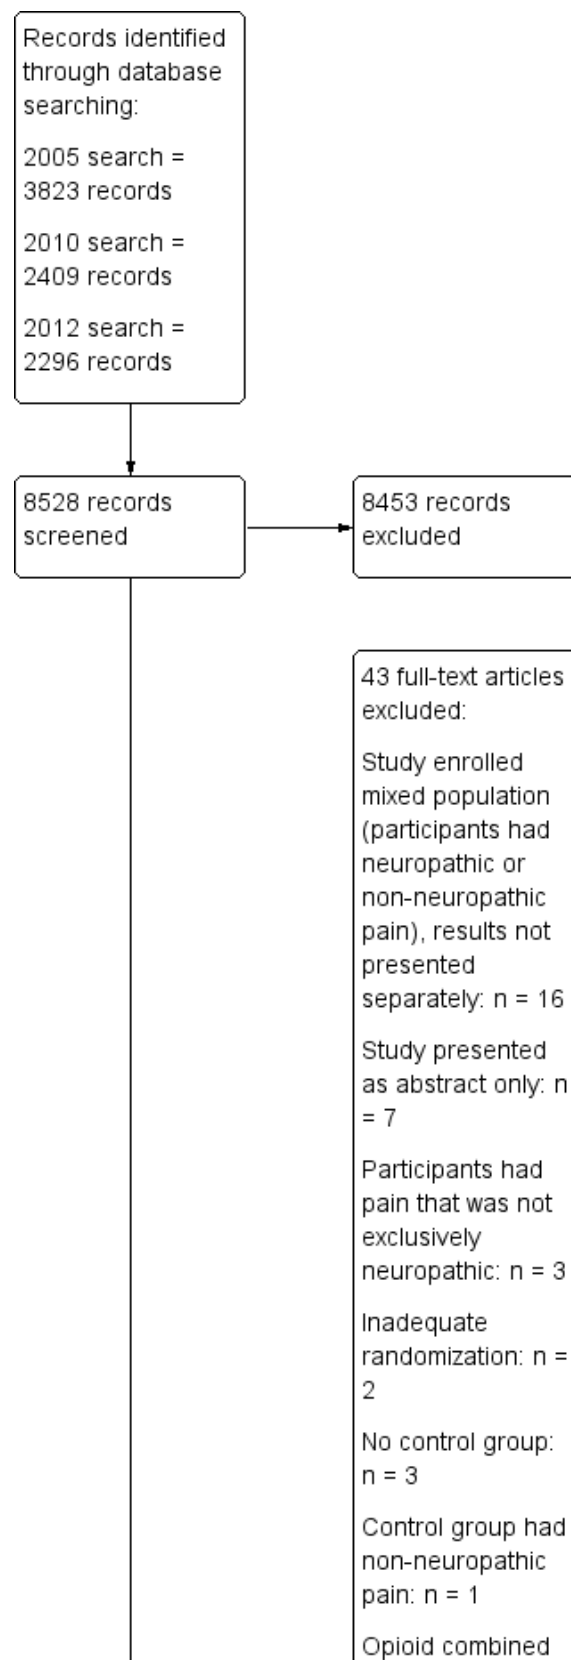 Records identified
through database
searching:
2005 search =
3823 records
2010 search =
2409 records
2012 search =
2296 records
8528 records
screened
8453 records
excluded
43 full-text articles
excluded:
Study enrolled
mixed population
(participants had
neuropathic or
non-neuropathic
pain), results not
presented
separately: n = 16
Study presented
as abstract only: n
= 7
Participants had
pain that was not
exclusively
neuropathic: n = 3
Inadequate
randomization: n =
2
No control group:
n = 3
Control group had
non-neuropathic
pain: n = 1
Opioid combined